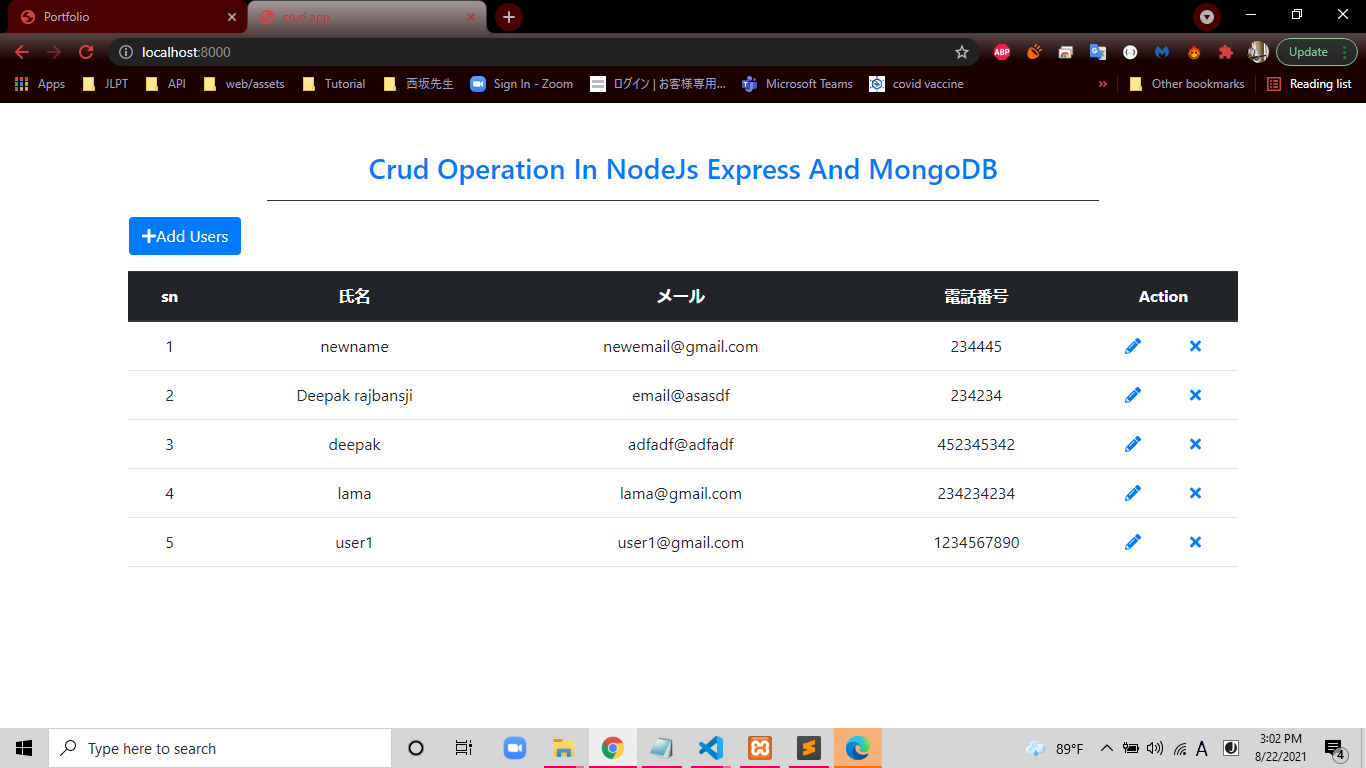 Portfolio
crud app
localhost:8000
ABP
Update
Apps
JLPT
API
web/assets
Tutorial
西坂先生
Sign In - Zoom
ログイン | お客様専用...
Microsoft Teams
covid vaccine
»
Other bookmarks
Reading list
Crud Operation In NodeJs Express And MongoDB
Add Users
sn 氏名 メール 電話番号 Action
1 newname newemail@gmail.com 234445
2 Deepak rajbansji email@asasdf 234234
3 deepak adfadf@adfadf 452345342
4 lama lama@gmail.com 234234234
5 user1 user1@gmail.com 1234567890
Type here to search
89°F
A
3:02 PM
8/22/2021
4